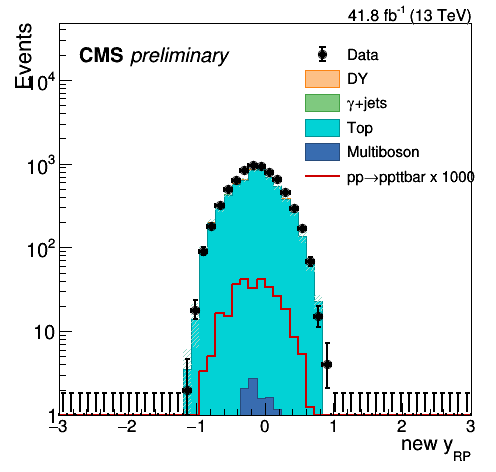 41.8 fb⁻¹ (13 TeV)
Events
CMS preliminary
Data
DY
γ+jets
Top
Multiboson
pp→ppttbar x 1000
10⁴
10³
10²
10
1
−3 −2 −1 0 1 2 3
new y_RP